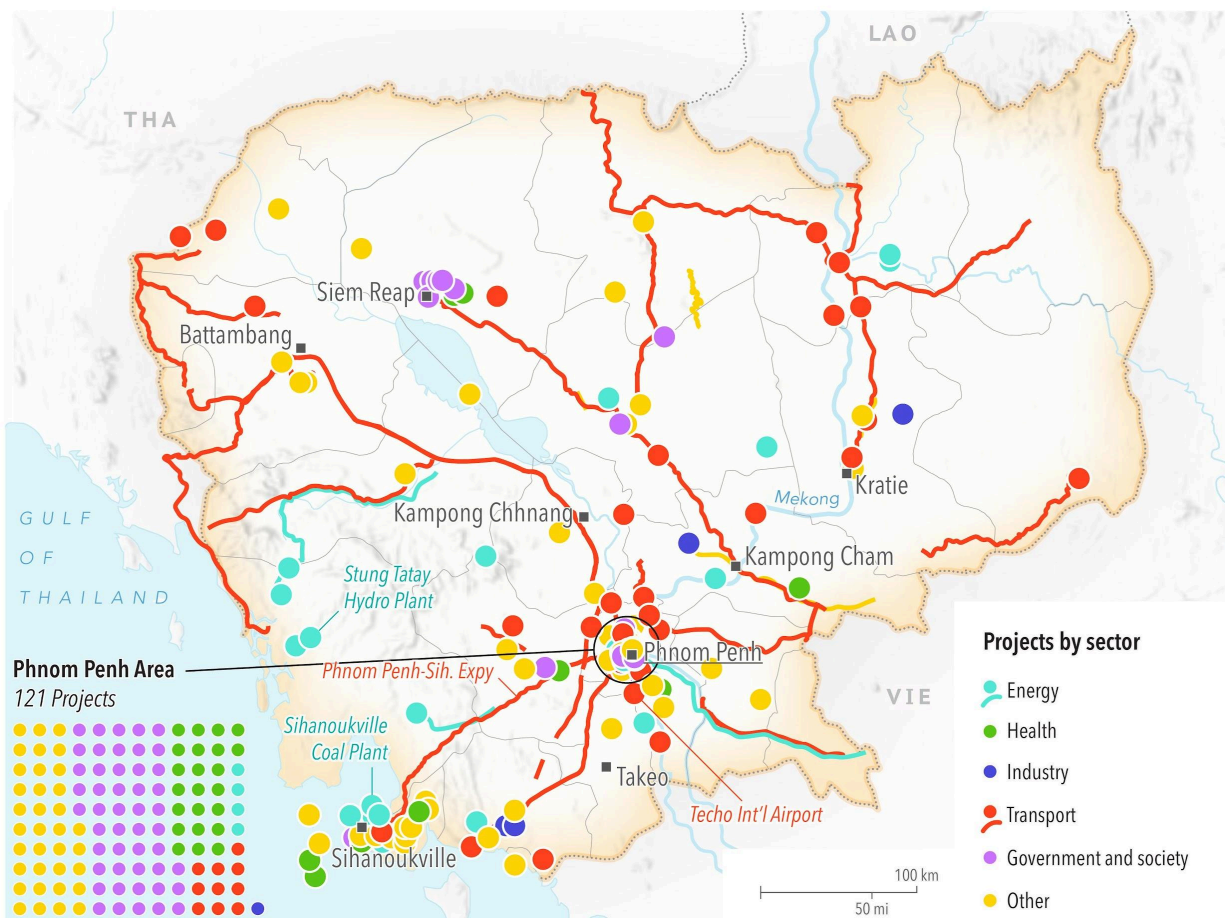 LAO
THA
Siem Reap
Battambang
Mekong
Kratie
Kampong Chhnang
GULF
OF
THAILAND
Kampong Cham
Stung Tatay
Hydro Plant
Phnom Penh
Phnom Penh Area
121 Projects
Phnom Penh-Sih. Expy
VIE
Sihanoukville
Coal Plant
Takeo
Techo Int'l Airport
Sihanoukville
Projects by sector
Energy
Health
Industry
Transport
Government and society
Other
100 km
50 mi